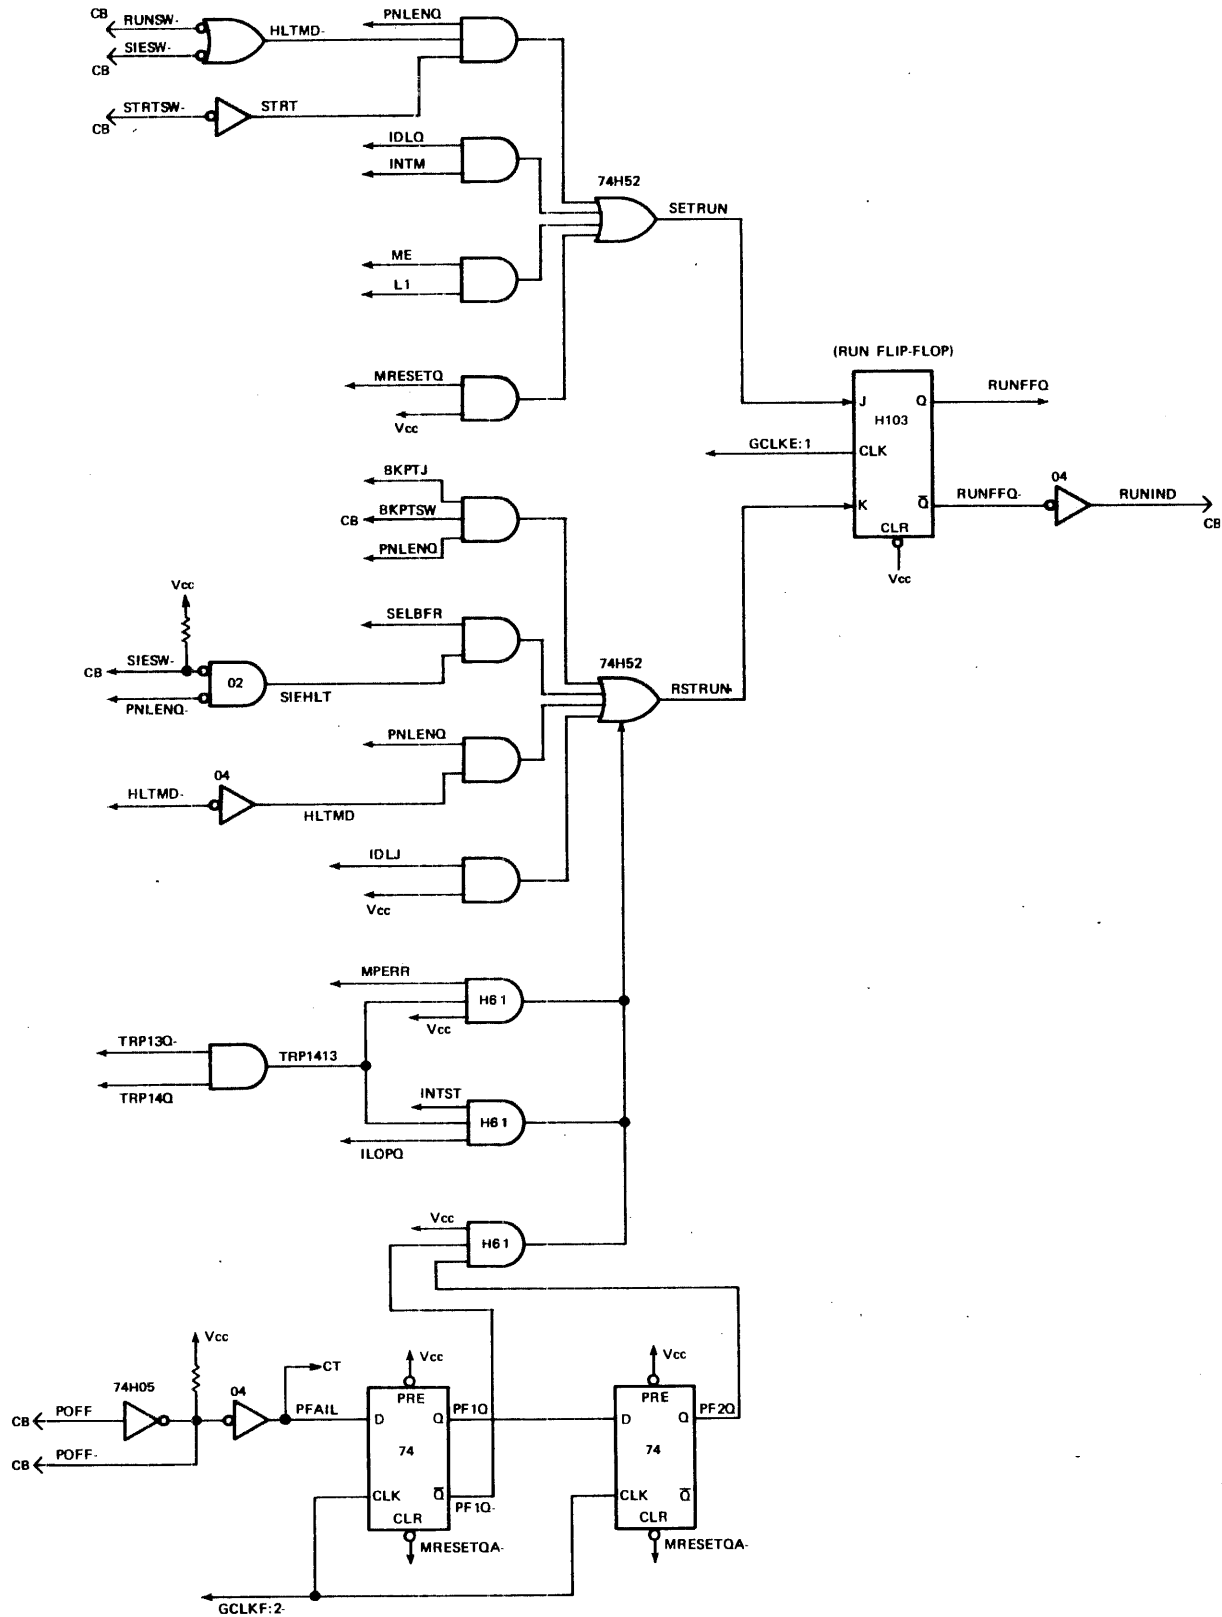 CB RUNSW- HLTMD- PNLENQ
SIESW-
CB
STRTSW- STRT
CB
IDLQ
INTM
74H52
SETRUN
ME
L1
(RUN FLIP-FLOP)
MRESETQ
Vcc
J Q RUNFFQ
H103
GCLKE:1 CLK
BKPTJ
CB BKPTSW
PNLENQ
K Q RUNFFQ- 04 RUNIND
CB
CLR
Vcc
Vcc
SELBFR
CB SIESW- 02
PNLENQ-
SIEHLT
74H52
RSTRUN-
PNLENQ
HLTMD- 04
HLTMD
IDLJ
Vcc
MPERR
H61
Vcc
TRP13Q-
TRP14Q
TRP1413
INTST
H61
ILOPQ
Vcc
H61
Vcc
CT
74H05 04
CB POFF PFAIL
CB POFF-
Vcc
PRE
D Q PF1Q
74
CLK Q
PF1Q-
CLR
MRESETQA-
Vcc
PRE
D Q PF2Q
74
CLK Q
CLR
MRESETQA-
GCLKF:2-